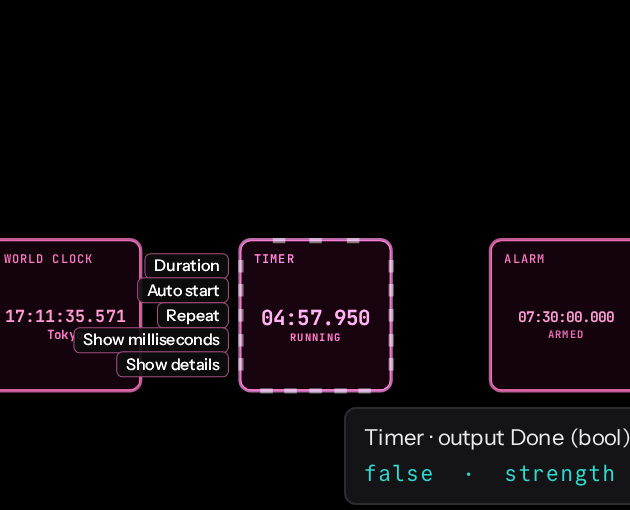 WORLD CLOCK
17:11:35.571
Toky
Duration
Auto start
Repeat
Show milliseconds
Show details
TIMER
04:57.950
RUNNING
ALARM
07:30:00.000
ARMED
Timer · output Done (bool)
false · strength